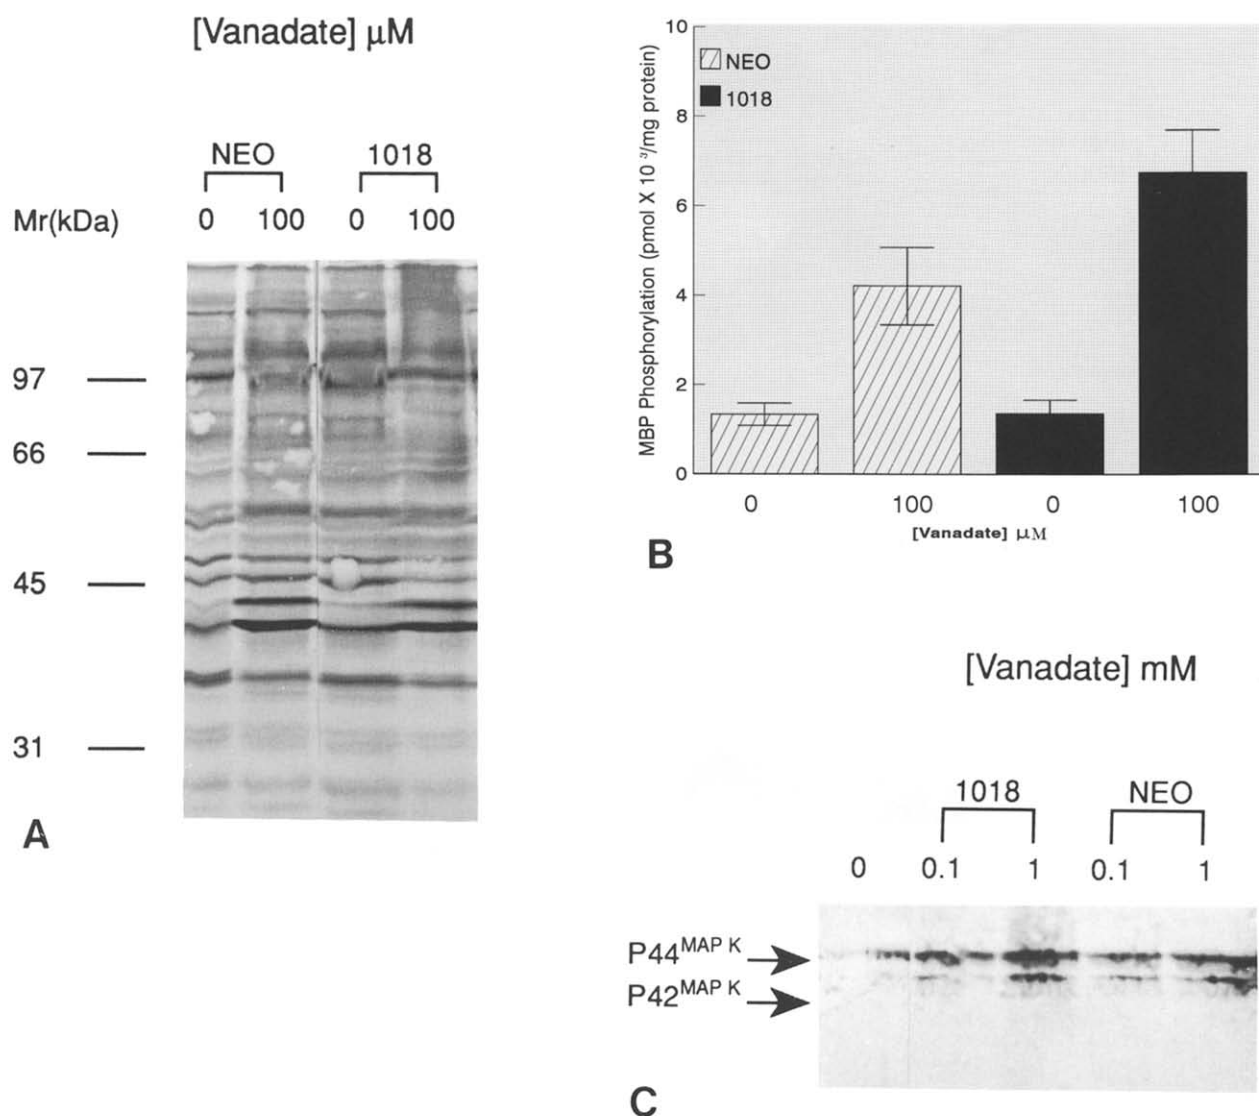 [Vanadate] μM
NEO 1018
Mr(kDa) 0 100 0 100
97
66
45
31
A
10
8
6
4
2
0
MBP Phosphorylation (pmol X 10 ³/mg protein)
NEO
1018
0 100 0 100
[Vanadate] μM
B
[Vanadate] mM
1018 NEO
0 0.1 1 0.1 1
P44MAP K
P42MAP K
C